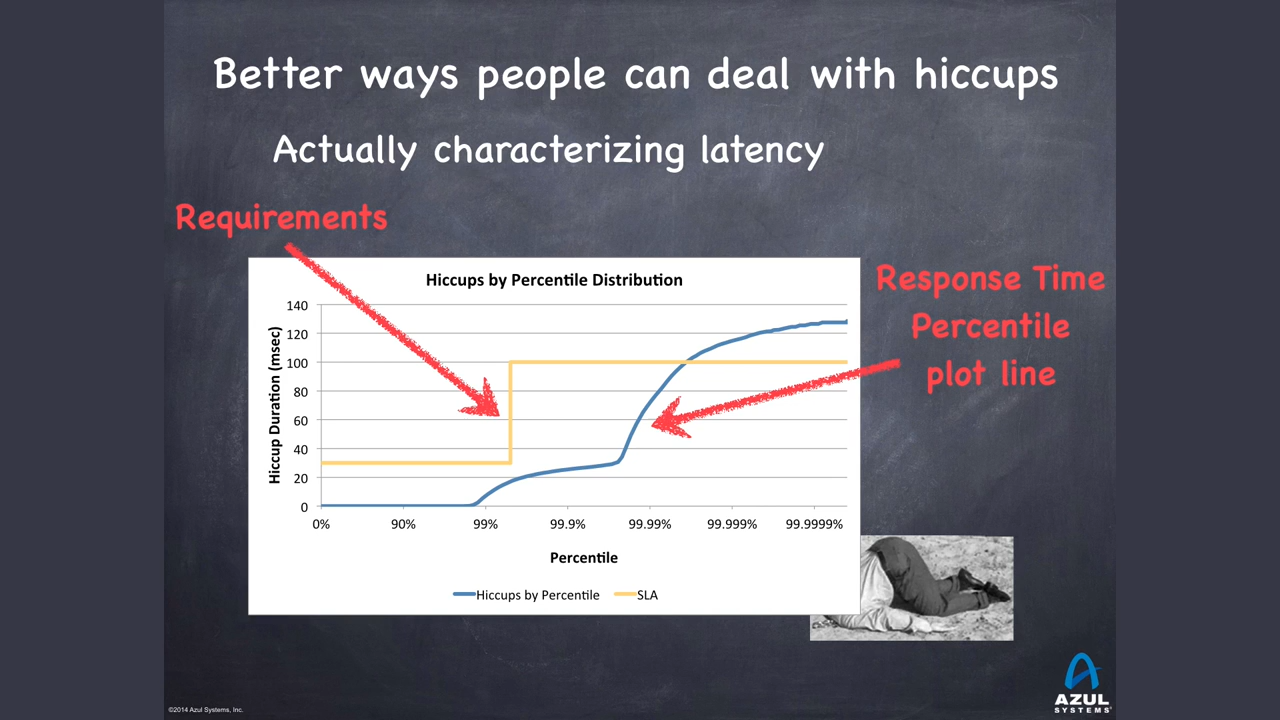 Better ways people can deal with hiccups
Actually characterizing latency
Requirements
Response Time
Percentile
plot line
Hiccups by Percentile Distribution
Hiccup Duration (msec)
140
120
100
80
60
40
20
0
0% 90% 99% 99.9% 99.99% 99.999% 99.9999%
Percentile
Hiccups by Percentile SLA
©2014 Azul Systems, Inc.
AZUL
SYSTEMS